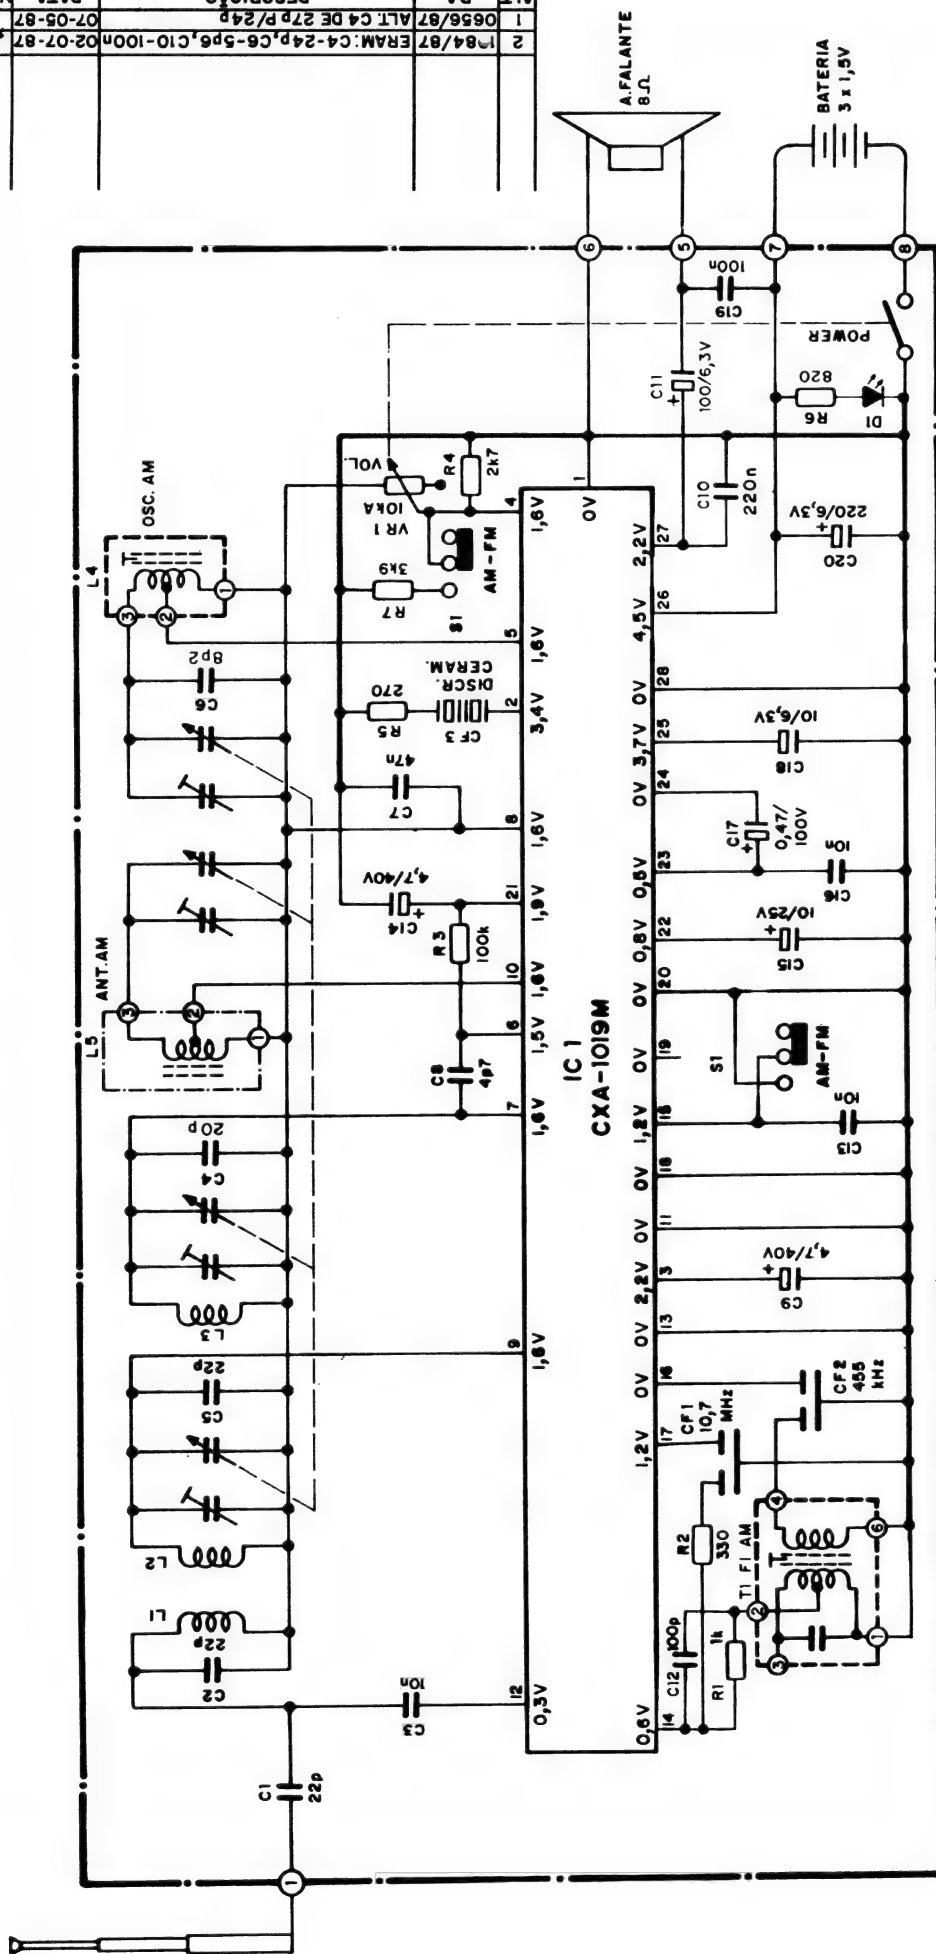 2 84/87 ERAM: C4-24p, C6-5p6, C10-100n 02-07-87
1 0656/87 ALT. C4 DE 27p P/24p 07-05-87
A.FALANTE
8Ω
BATERIA
3 x 1,5V
6
5
7
8
100n
C19
POWER
C11
+
100/6,3V
820
R6
D1
OSC. AM
L4
3
2
1
8p2
C6
VOL.
10kA
VR1
R4
2k7
3k9
R7
S1
AM-FM
C10
220n
220/6,3V
+
C20
ANT. AM
L5
3
2
1
270
R5
DISCR.
CERAM.
CF3
47n
C7
4,7/40V
+
C14
R3
100k
C8
4p7
20p
C4
L3
22p
C5
L2
L1
22p
C2
10n
C3
C1
22p
1
1
0V
4
1,6V
5
1,6V
2
3,4V
8
1,6V
21
1,9V
10
1,6V
6
1,5V
7
1,6V
9
1,6V
12
0,3V
IC 1
CXA-1019M
2,2V
27
4,5V
26
0V
28
3,7V
25
0V
24
0,5V
23
0,8V
22
0V
20
0V
19
1,2V
15
0V
18
0V
11
2,2V
3
0V
13
0V
16
1,2V
17
0,6V
14
10/6,3V
C18
C17
+
0,47/
100V
10n
C16
10/25V
+
C15
S1
AM-FM
10n
C13
4,7/40V
+
C9
CF2
455
kHz
CF1
10,7
MHz
R2
330
T1 FI AM
4
6
2
3
1
C12
100p
R1
1k